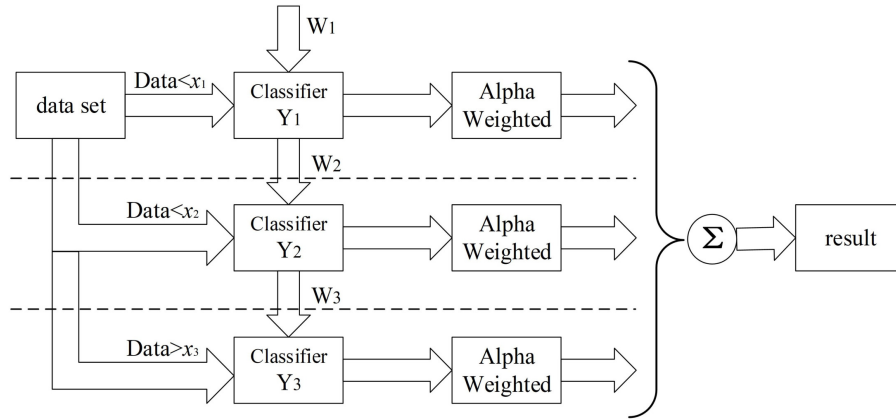 W₁
data set
Data<x₁
Classifier
Y₁
Alpha
Weighted
W₂
Data<x₂
Classifier
Y₂
Alpha
Weighted
Σ
result
W₃
Data>x₃
Classifier
Y₃
Alpha
Weighted